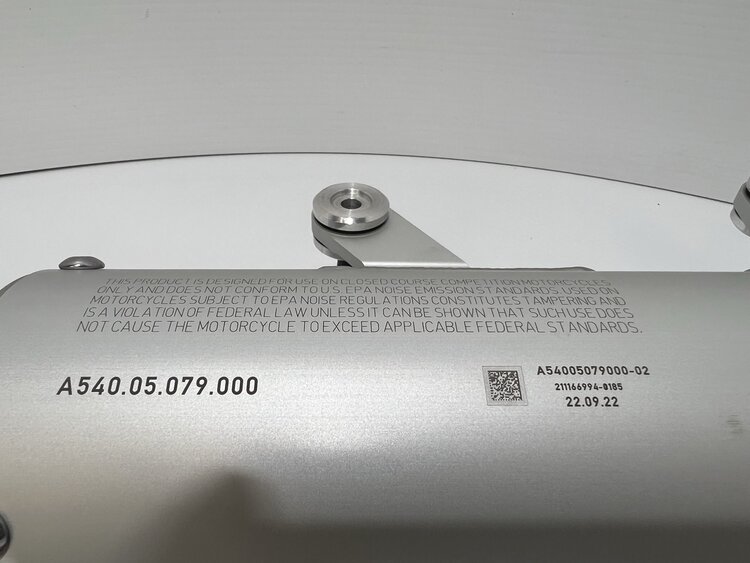 THIS PRODUCT IS DESIGNED FOR USE ON CLOSED COURSE COMPETITION MOTORCYCLES
ONLY AND DOES NOT CONFORM TO U.S. EPA NOISE EMISSION STANDARDS. USED ON
MOTORCYCLES SUBJECT TO EPA NOISE REGULATIONS CONSTITUTES TAMPERING AND
IS A VIOLATION OF FEDERAL LAW UNLESS IT CAN BE SHOWN THAT SUCH USE DOES
NOT CAUSE THE MOTORCYCLE TO EXCEED APPLICABLE FEDERAL STANDARDS.
A540.05.079.000
A54005079000-02
211166994-0185
22.09.22